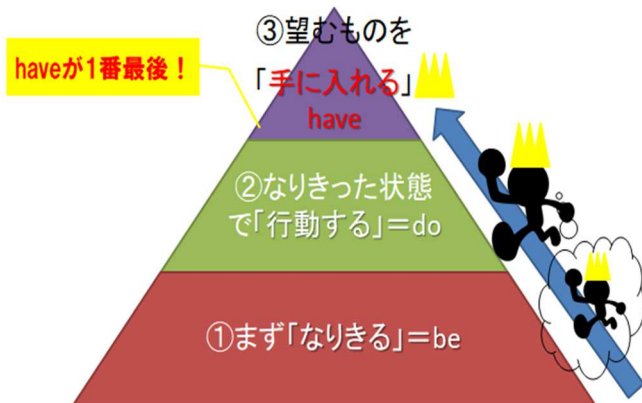 ③望むものを
「手に入れる」
have
haveが1番最後！
②なりきった状態
で「行動する」＝do
①まず「なりきる」＝be